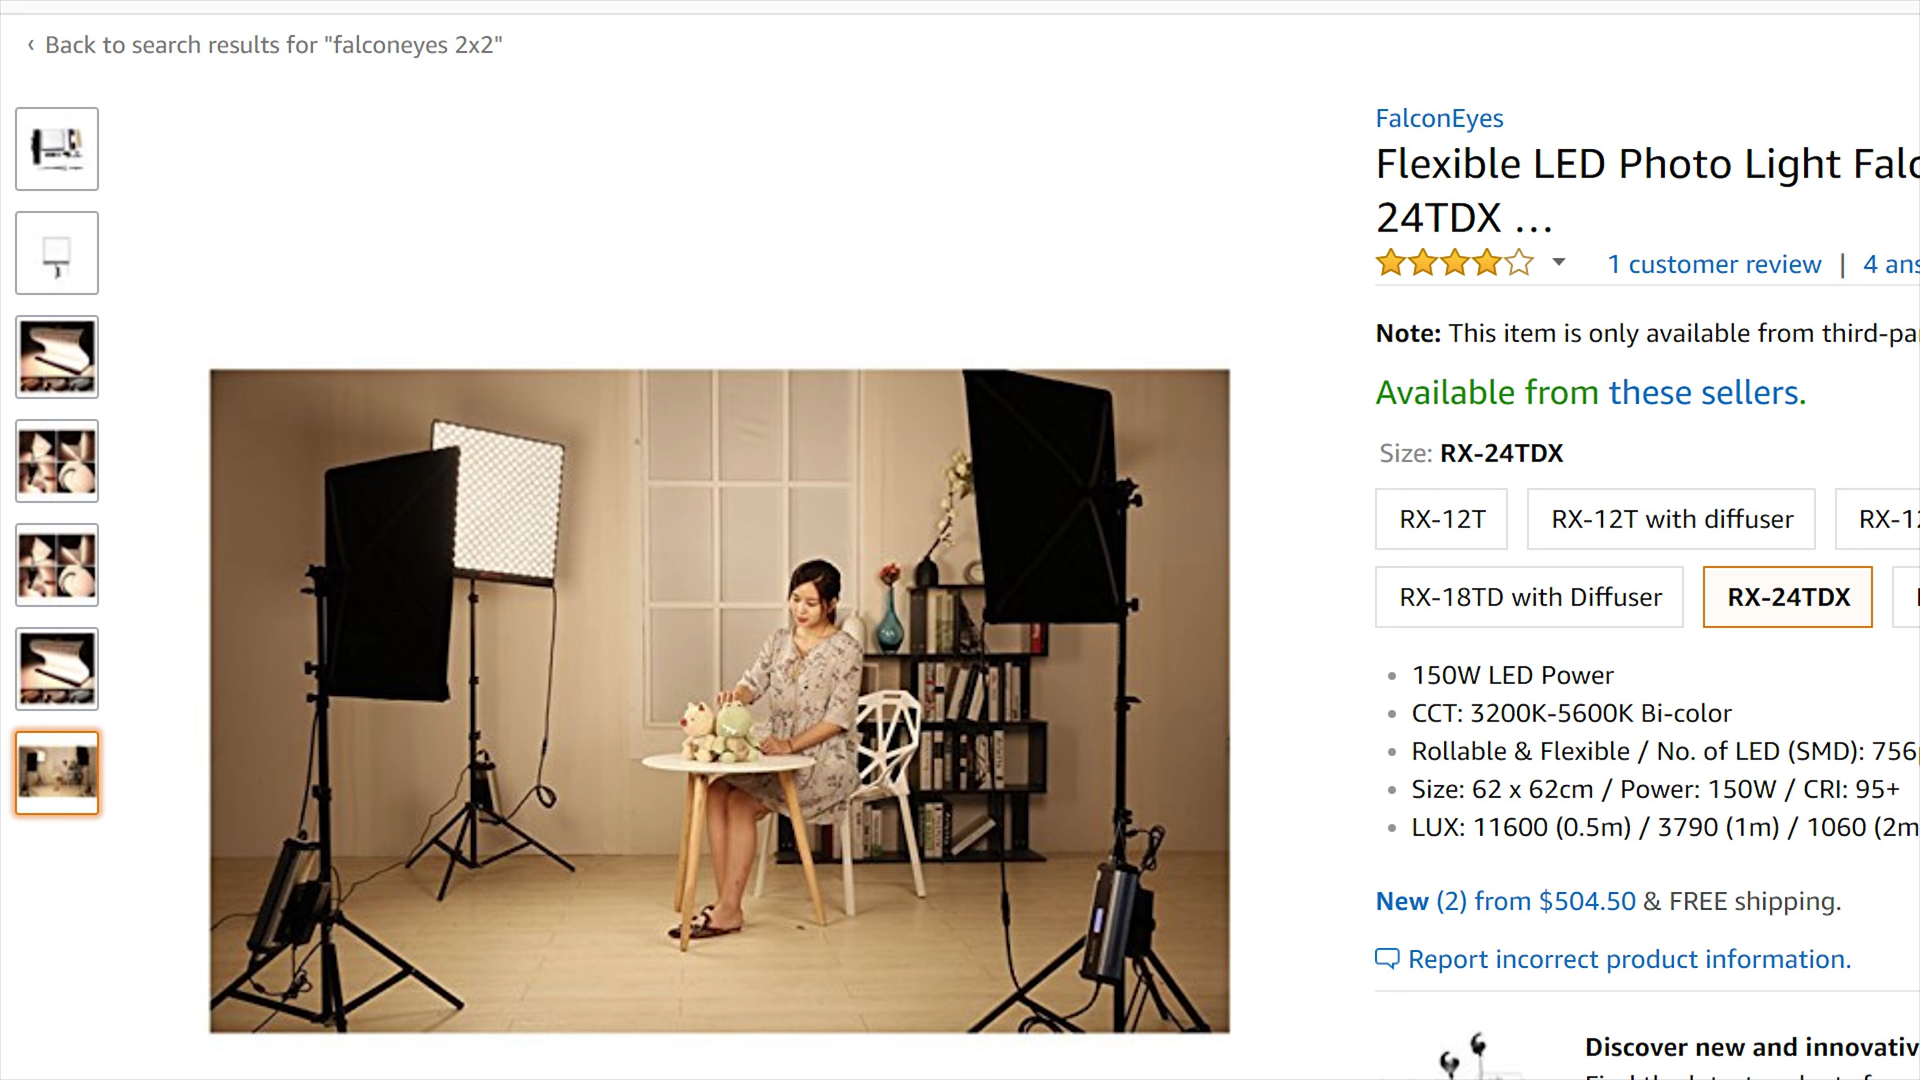 ‹ Back to search results for "falconeyes 2x2"
FalconEyes
Flexible LED Photo Light Falc
24TDX ...
1 customer review | 4 ans
Note: This item is only available from third-pa
Available from these sellers.
Size: RX-24TDX
RX-12T RX-12T with diffuser RX-12
RX-18TD with Diffuser RX-24TDX
150W LED Power
CCT: 3200K-5600K Bi-color
Rollable & Flexible / No. of LED (SMD): 756p
Size: 62 x 62cm / Power: 150W / CRI: 95+
LUX: 11600 (0.5m) / 3790 (1m) / 1060 (2m
New (2) from $504.50 & FREE shipping.
Report incorrect product information.
Discover new and innovativ